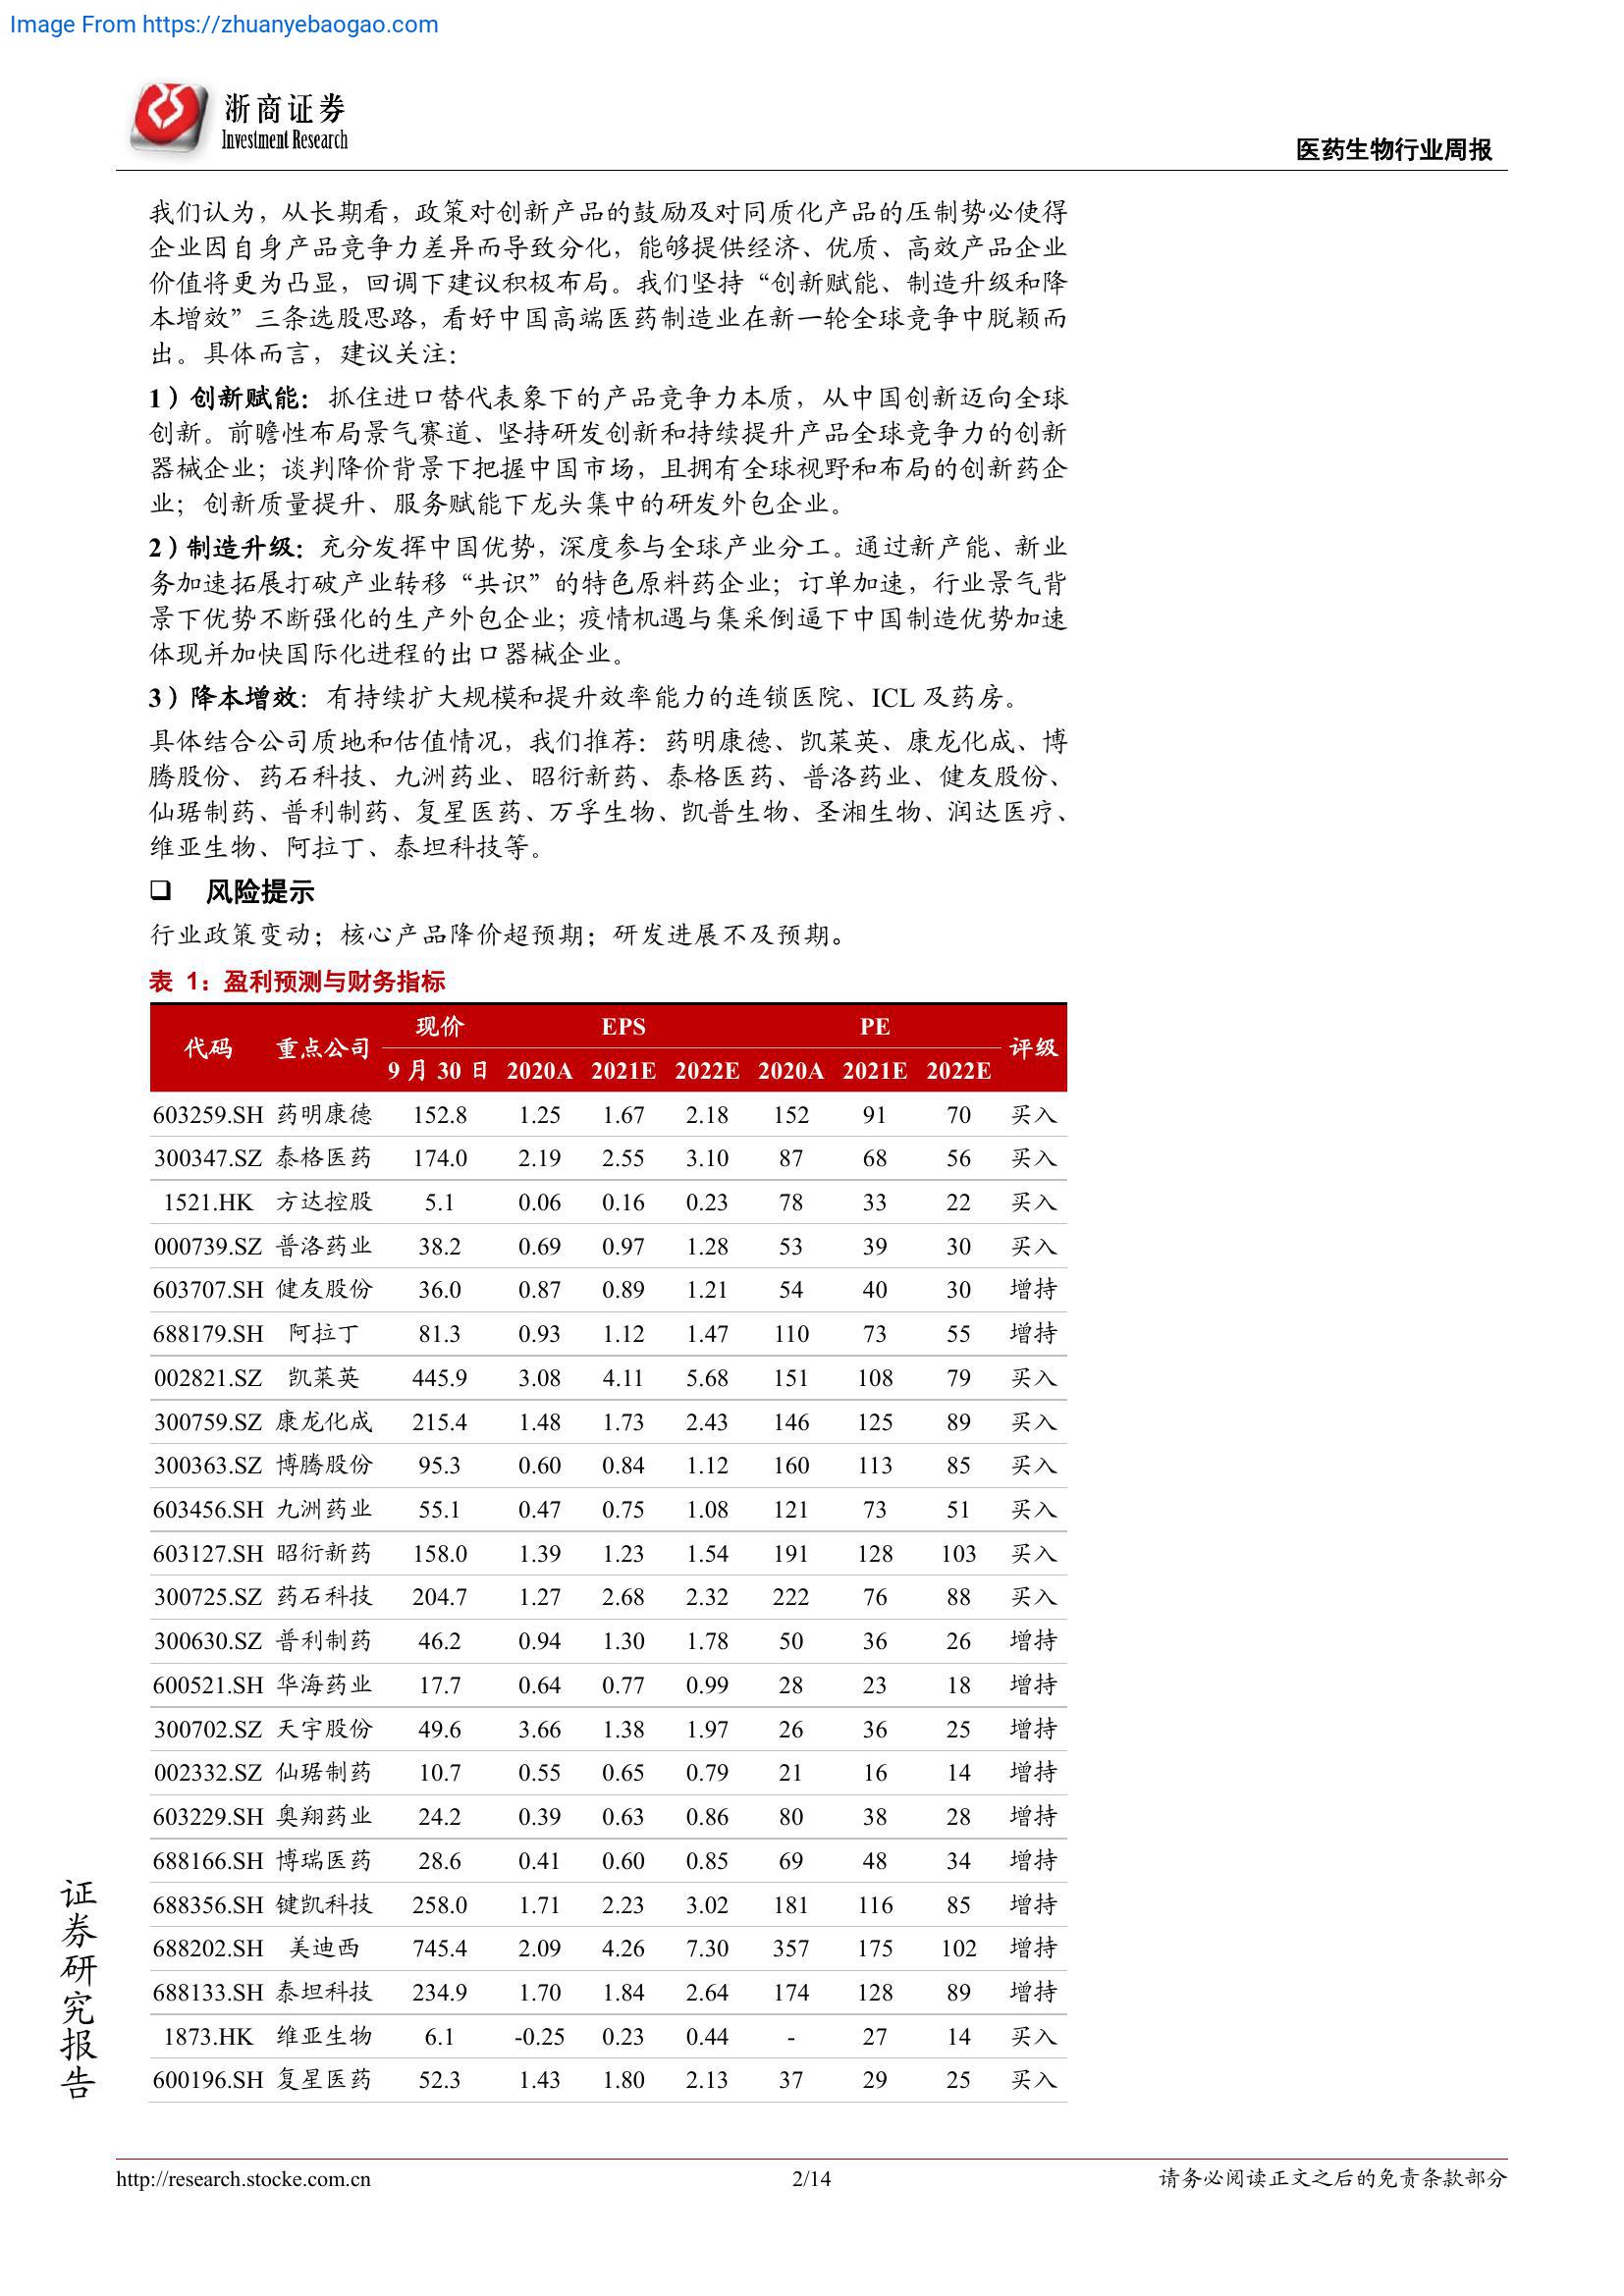 Image From https://zhuanyebaogao.com
浙商证券
Investment Research
医药生物行业周报
我们认为，从长期看，政策对创新产品的鼓励及对同质化产品的压制势必使得
企业因自身产品竞争力差异而导致分化，能够提供经济、优质、高效产品企业
价值将更为凸显，回调下建议积极布局。我们坚持“创新赋能、制造升级和降
本增效”三条选股思路，看好中国高端医药制造业在新一轮全球竞争中脱颖而
出。具体而言，建议关注：
1）创新赋能：抓住进口替代表象下的产品竞争力本质，从中国创新迈向全球
创新。前瞻性布局景气赛道、坚持研发创新和持续提升产品全球竞争力的创新
器械企业；谈判降价背景下把握中国市场，且拥有全球视野和布局的创新药企
业；创新质量提升、服务赋能下龙头集中的研发外包企业。
2）制造升级：充分发挥中国优势，深度参与全球产业分工。通过新产能、新业
务加速拓展打破产业转移“共识”的特色原料药企业；订单加速，行业景气背
景下优势不断强化的生产外包企业；疫情机遇与集采倒逼下中国制造优势加速
体现并加快国际化进程的出口器械企业。
3）降本增效：有持续扩大规模和提升效率能力的连锁医院、ICL 及药房。
具体结合公司质地和估值情况，我们推荐：药明康德、凯莱英、康龙化成、博
腾股份、药石科技、九洲药业、昭衍新药、泰格医药、普洛药业、健友股份、
仙琚制药、普利制药、复星医药、万孚生物、凯普生物、圣湘生物、润达医疗、
维亚生物、阿拉丁、泰坦科技等。
❑ 风险提示
行业政策变动；核心产品降价超预期；研发进展不及预期。
表 1：盈利预测与财务指标
代码 重点公司 现价 EPS PE 评级
9 月 30 日 2020A 2021E 2022E 2020A 2021E 2022E
603259.SH 药明康德 152.8 1.25 1.67 2.18 152 91 70 买入
300347.SZ 泰格医药 174.0 2.19 2.55 3.10 87 68 56 买入
1521.HK 方达控股 5.1 0.06 0.16 0.23 78 33 22 买入
000739.SZ 普洛药业 38.2 0.69 0.97 1.28 53 39 30 买入
603707.SH 健友股份 36.0 0.87 0.89 1.21 54 40 30 增持
688179.SH 阿拉丁 81.3 0.93 1.12 1.47 110 73 55 增持
002821.SZ 凯莱英 445.9 3.08 4.11 5.68 151 108 79 买入
300759.SZ 康龙化成 215.4 1.48 1.73 2.43 146 125 89 买入
300363.SZ 博腾股份 95.3 0.60 0.84 1.12 160 113 85 买入
603456.SH 九洲药业 55.1 0.47 0.75 1.08 121 73 51 买入
603127.SH 昭衍新药 158.0 1.39 1.23 1.54 191 128 103 买入
300725.SZ 药石科技 204.7 1.27 2.68 2.32 222 76 88 买入
300630.SZ 普利制药 46.2 0.94 1.30 1.78 50 36 26 增持
600521.SH 华海药业 17.7 0.64 0.77 0.99 28 23 18 增持
300702.SZ 天宇股份 49.6 3.66 1.38 1.97 26 36 25 增持
002332.SZ 仙琚制药 10.7 0.55 0.65 0.79 21 16 14 增持
603229.SH 奥翔药业 24.2 0.39 0.63 0.86 80 38 28 增持
688166.SH 博瑞医药 28.6 0.41 0.60 0.85 69 48 34 增持
688356.SH 键凯科技 258.0 1.71 2.23 3.02 181 116 85 增持
688202.SH 美迪西 745.4 2.09 4.26 7.30 357 175 102 增持
688133.SH 泰坦科技 234.9 1.70 1.84 2.64 174 128 89 增持
1873.HK 维亚生物 6.1 -0.25 0.23 0.44 - 27 14 买入
600196.SH 复星医药 52.3 1.43 1.80 2.13 37 29 25 买入
证券研究报告
http://research.stocke.com.cn
2/14
请务必阅读正文之后的免责条款部分